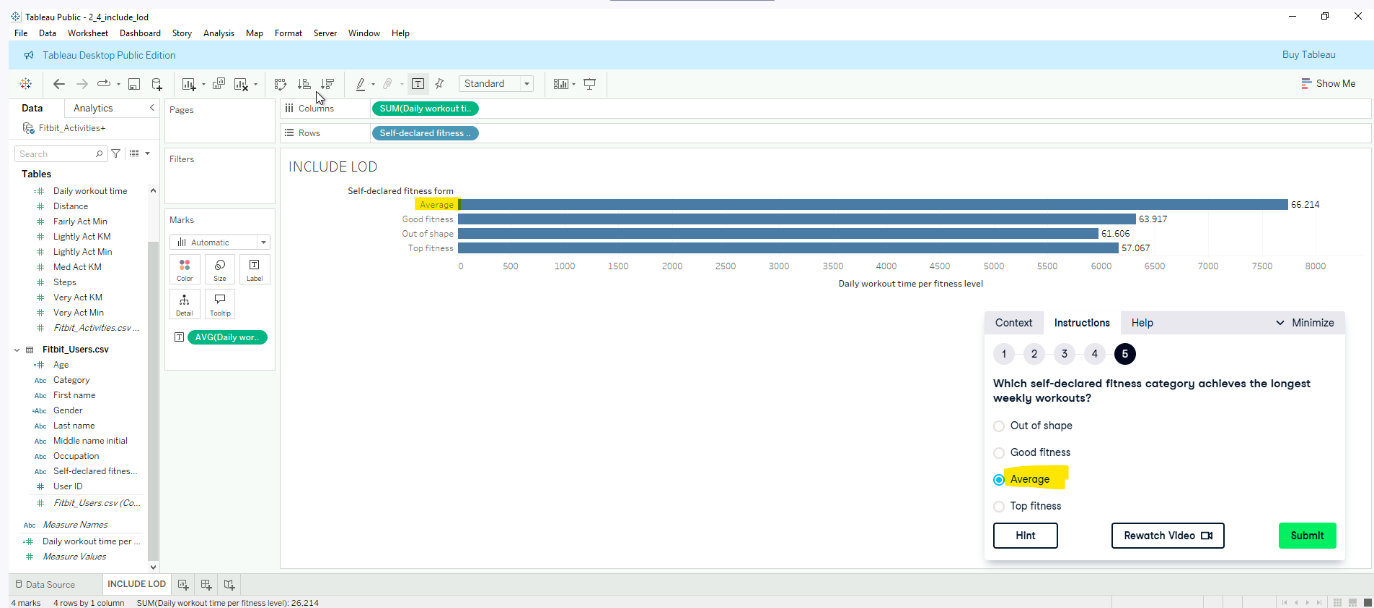 Tableau Public - 2_4_include_lod
File Data Worksheet Dashboard Story Analysis Map Format Server Window Help
Tableau Desktop Public Edition
Buy Tableau
Standard
Show Me
Data Analytics
Fitbit_Activities+
Search
Tables
Daily workout time
Distance
Fairly Act Min
Lightly Act KM
Lightly Act Min
Med Act KM
Steps
Very Act KM
Very Act Min
Fitbit_Activities.csv ...
Fitbit_Users.csv
Age
Abc Category
Abc First name
Abc Gender
Abc Last name
Abc Middle name initial
Abc Occupation
Abc Self-declared fitnes...
User ID
Fitbit_Users.csv (Co...
Abc Measure Names
Daily workout time per ...
Measure Values
Pages
Filters
Marks
Automatic
Color Size Label
Detail Tooltip
AVG(Daily wor..
Columns SUM(Daily workout ti..
Rows Self-declared fitness ..
INCLUDE LOD
Self-declared fitness form
Average 66.214
Good fitness 63.917
Out of shape 61.606
Top fitness 57.067
0 500 1000 1500 2000 2500 3000 3500 4000 4500 5000 5500 6000 6500 7000 7500 8000
Daily workout time per fitness level
Context Instructions Help Minimize
1 2 3 4 5
Which self-declared fitness category achieves the longest
weekly workouts?
Out of shape
Good fitness
Average
Top fitness
Hint Rewatch Video Submit
Data Source INCLUDE LOD
4 marks 4 rows by 1 column SUM(Daily workout time per fitness level): 26,214